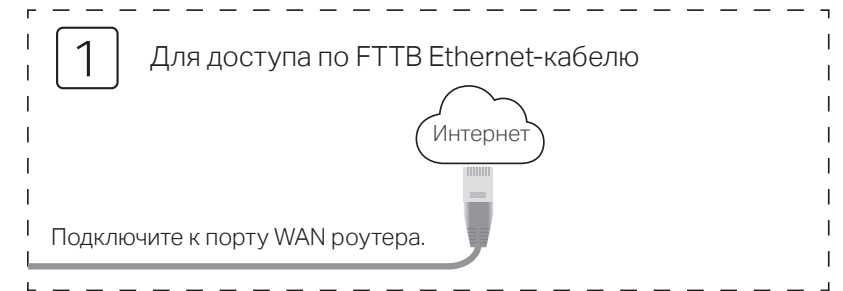 1
Для доступа по FTTB Ethernet-кабелю
Интернет
Подключите к порту WAN роутера.